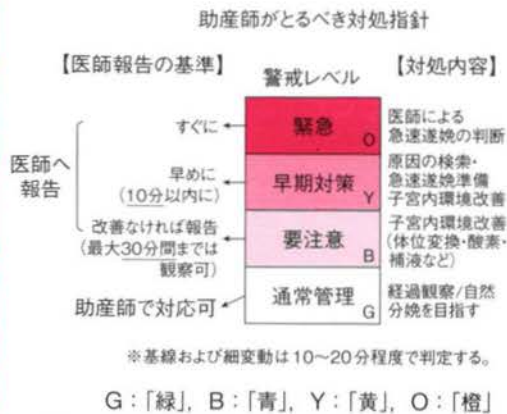 助産師がとるべき対処指針
【医師報告の基準】
警戒レベル
【対処内容】
医師へ
報告
すぐに
緊急
O
医師による
急速遂娩の判断
早めに
(10分以内に)
早期対策
Y
原因の検索・
急速遂娩準備
子宮内環境改善
改善なければ報告
(最大30分間までは
観察可)
要注意
B
子宮内環境改善
(体位変換・酸素・
補液など)
助産師で対応可
通常管理
G
経過観察/自然
分娩を目指す
※基線および細変動は10〜20分程度で判定する。
G:「緑」, B:「青」, Y:「黄」, O:「橙」